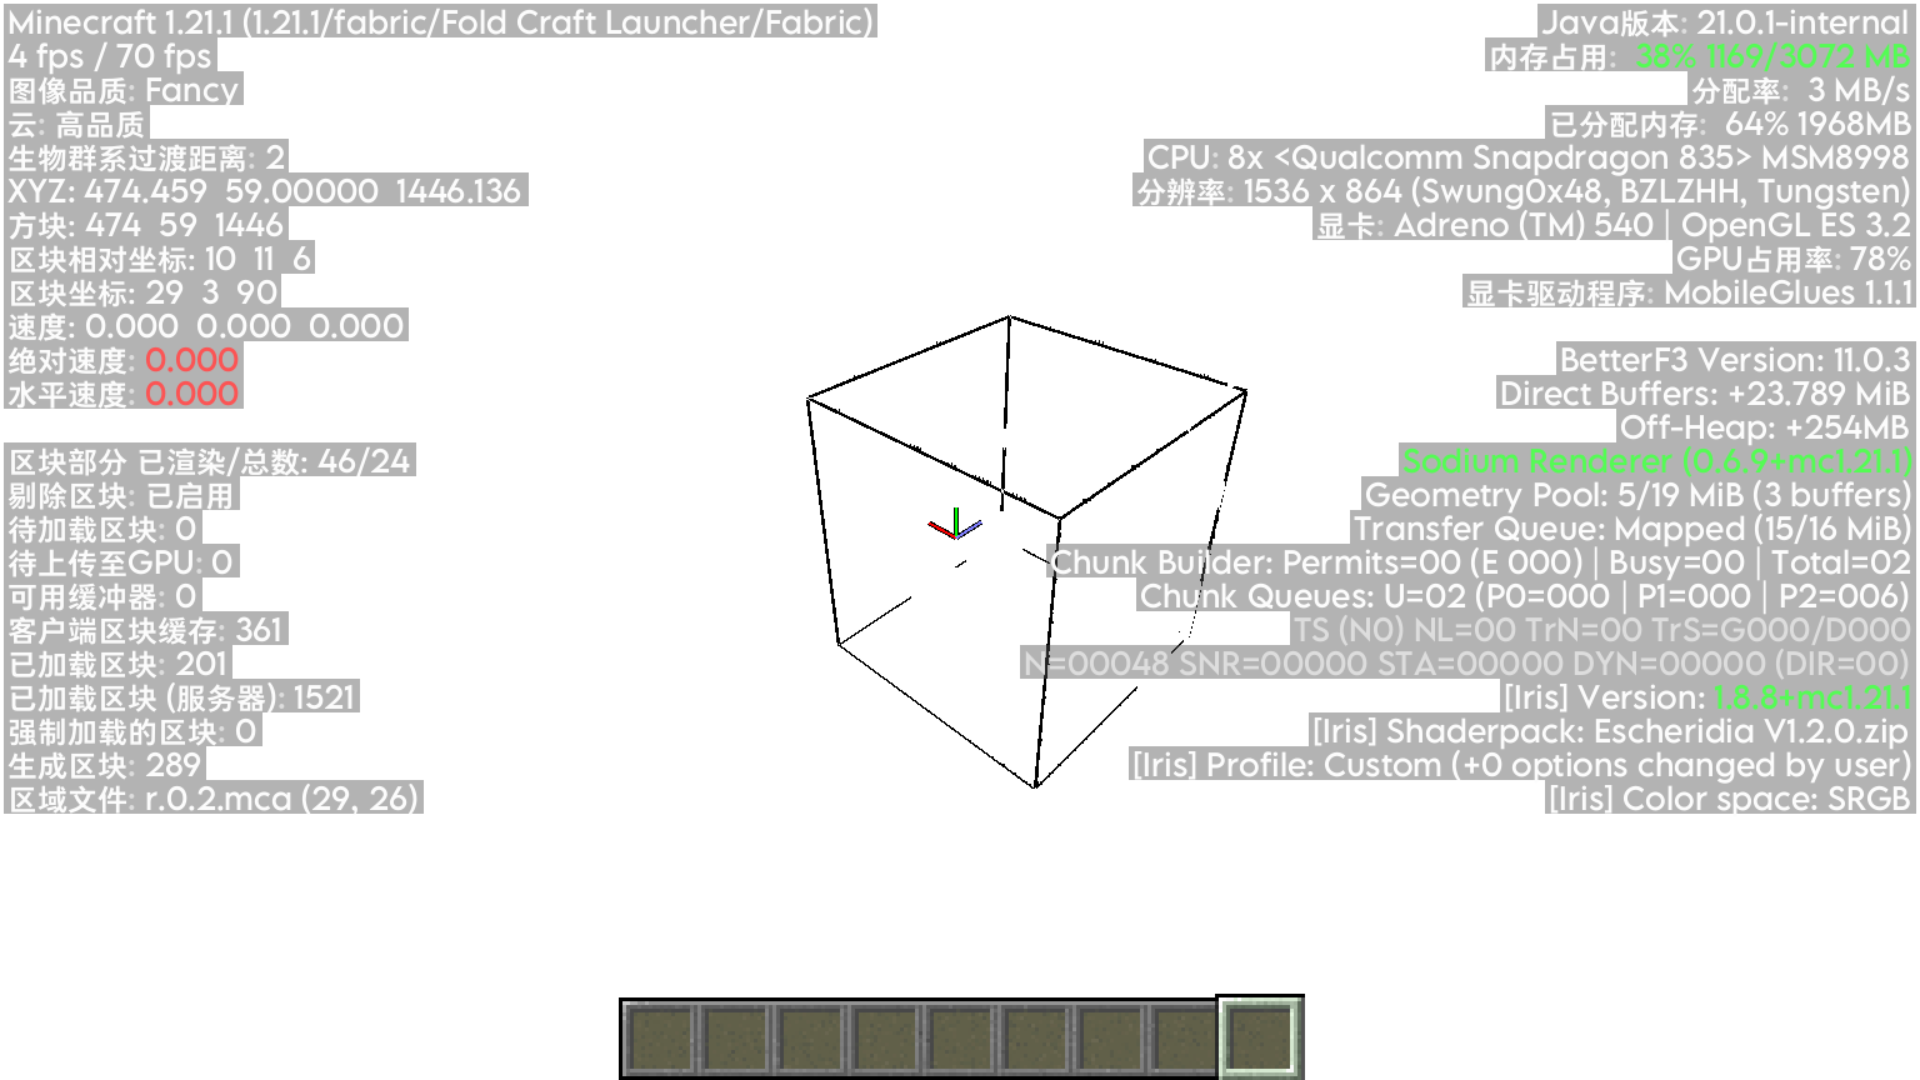 Minecraft 1.21.1 (1.21.1/fabric/Fold Craft Launcher/Fabric)
4 fps / 70 fps
图像品质: Fancy
云: 高品质
生物群系过渡距离: 2
XYZ: 474.459 59.00000 1446.136
方块: 474 59 1446
区块相对坐标: 10 11 6
区块坐标: 29 3 90
速度: 0.000 0.000 0.000
绝对速度: 0.000
水平速度: 0.000
区块部分 已渲染/总数: 46/24
剔除区块: 已启用
待加载区块: 0
待上传至GPU: 0
可用缓冲器: 0
客户端区块缓存: 361
已加载区块: 201
已加载区块 (服务器): 1521
强制加载的区块: 0
生成区块: 289
区域文件: r.0.2.mca (29, 26)
Java版本: 21.0.1-internal
内存占用: 38% 1169/3072 MB
分配率: 3 MB/s
已分配内存: 64% 1968MB
CPU: 8x <Qualcomm Snapdragon 835> MSM8998
分辨率: 1536 x 864 (Swung0x48, BZLZHH, Tungsten)
显卡: Adreno (TM) 540 | OpenGL ES 3.2
GPU占用率: 78%
显卡驱动程序: MobileGlues 1.1.1
BetterF3 Version: 11.0.3
Direct Buffers: +23.789 MiB
Off-Heap: +254MB
Sodium Renderer (0.6.9+mc1.21.1)
Geometry Pool: 5/19 MiB (3 buffers)
Transfer Queue: Mapped (15/16 MiB)
Chunk Builder: Permits=00 (E 000) | Busy=00 | Total=02
Chunk Queues: U=02 (P0=000 | P1=000 | P2=006)
TS (N0) NL=00 TrN=00 TrS=G000/D000
N=00048 SNR=00000 STA=00000 DYN=00000 (DIR=00)
[Iris] Version: 1.8.8+mc1.21.1
[Iris] Shaderpack: Escheridia V1.2.0.zip
[Iris] Profile: Custom (+0 options changed by user)
[Iris] Color space: SRGB